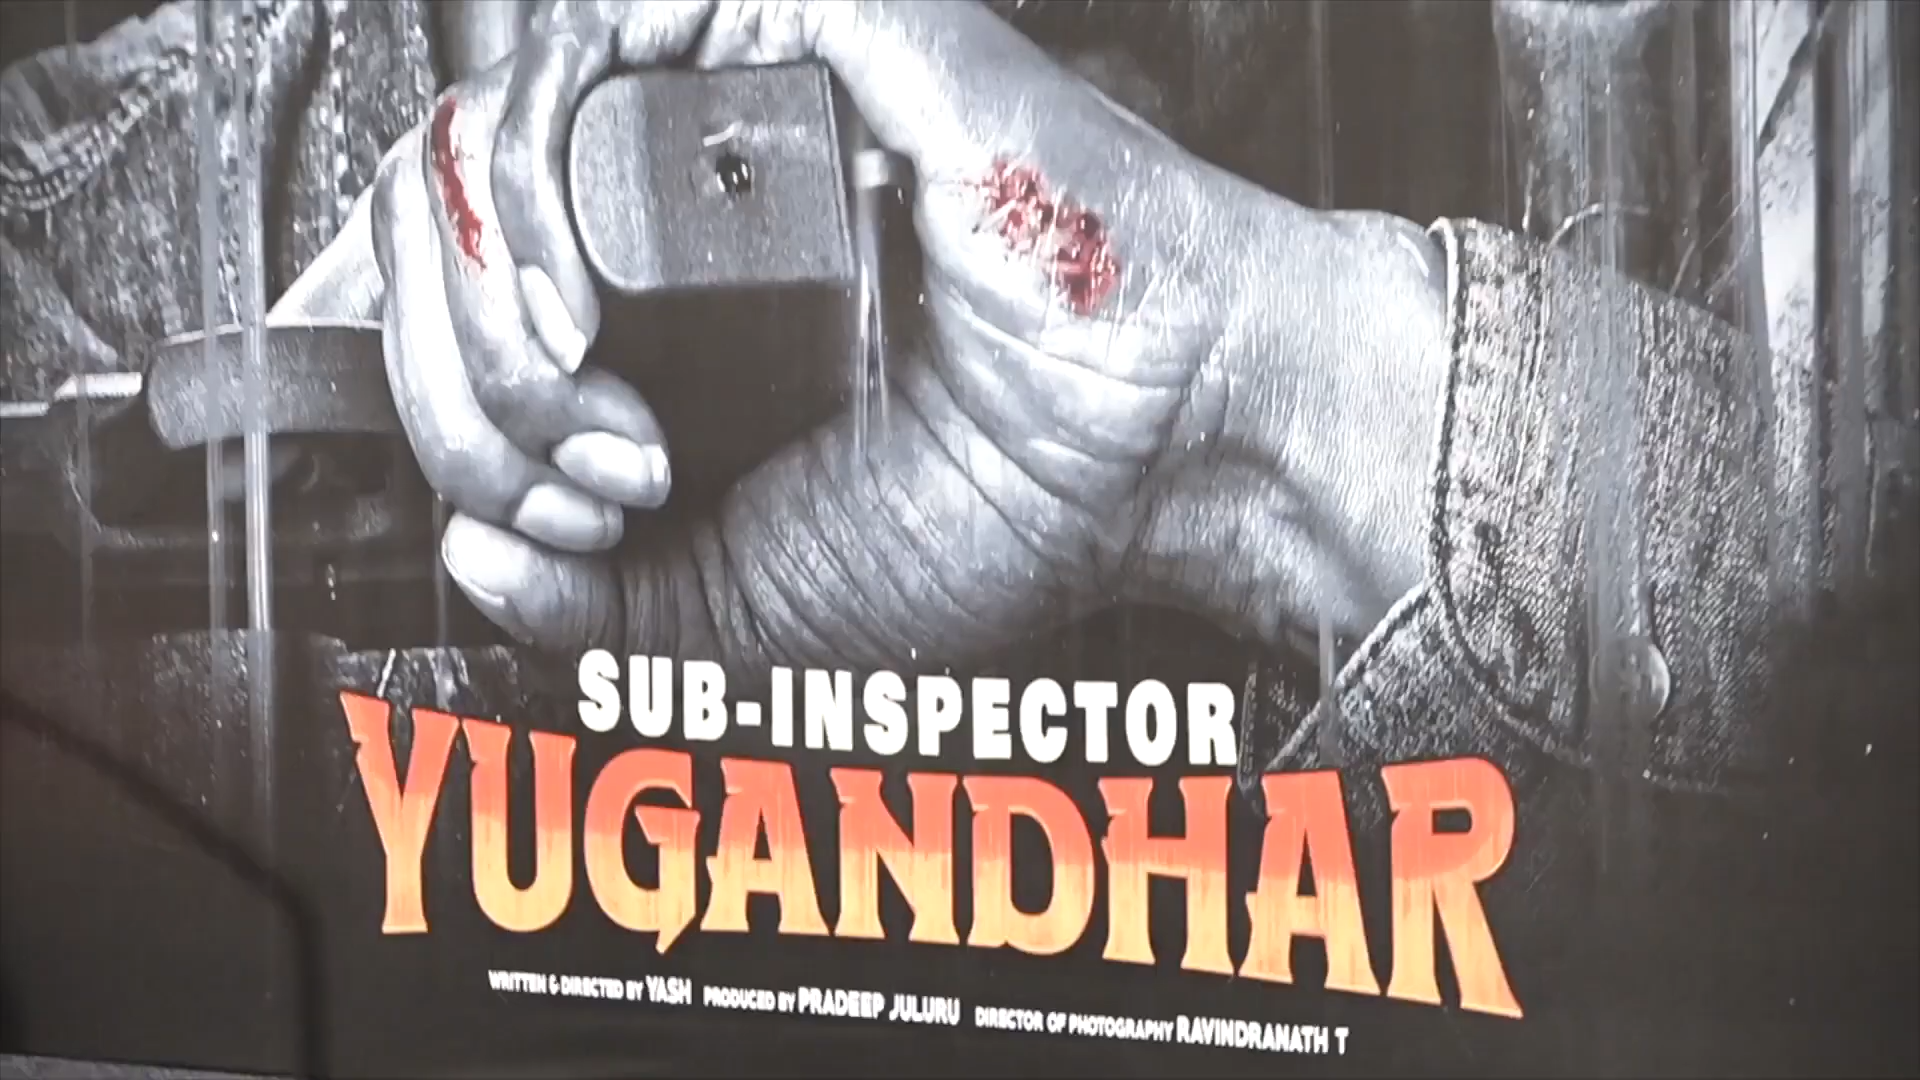 SUB-INSPECTOR
YUGANDHAR
WRITTEN & DIRECTED BY YASH PRODUCED BY PRADEEP JULURU DIRECTOR OF PHOTOGRAPHY RAVINDRANATH T